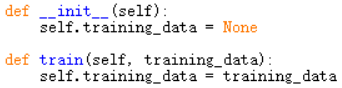 def __init__(self):
    self.training_data = None
def train(self, training_data):
    self.training_data = training_data